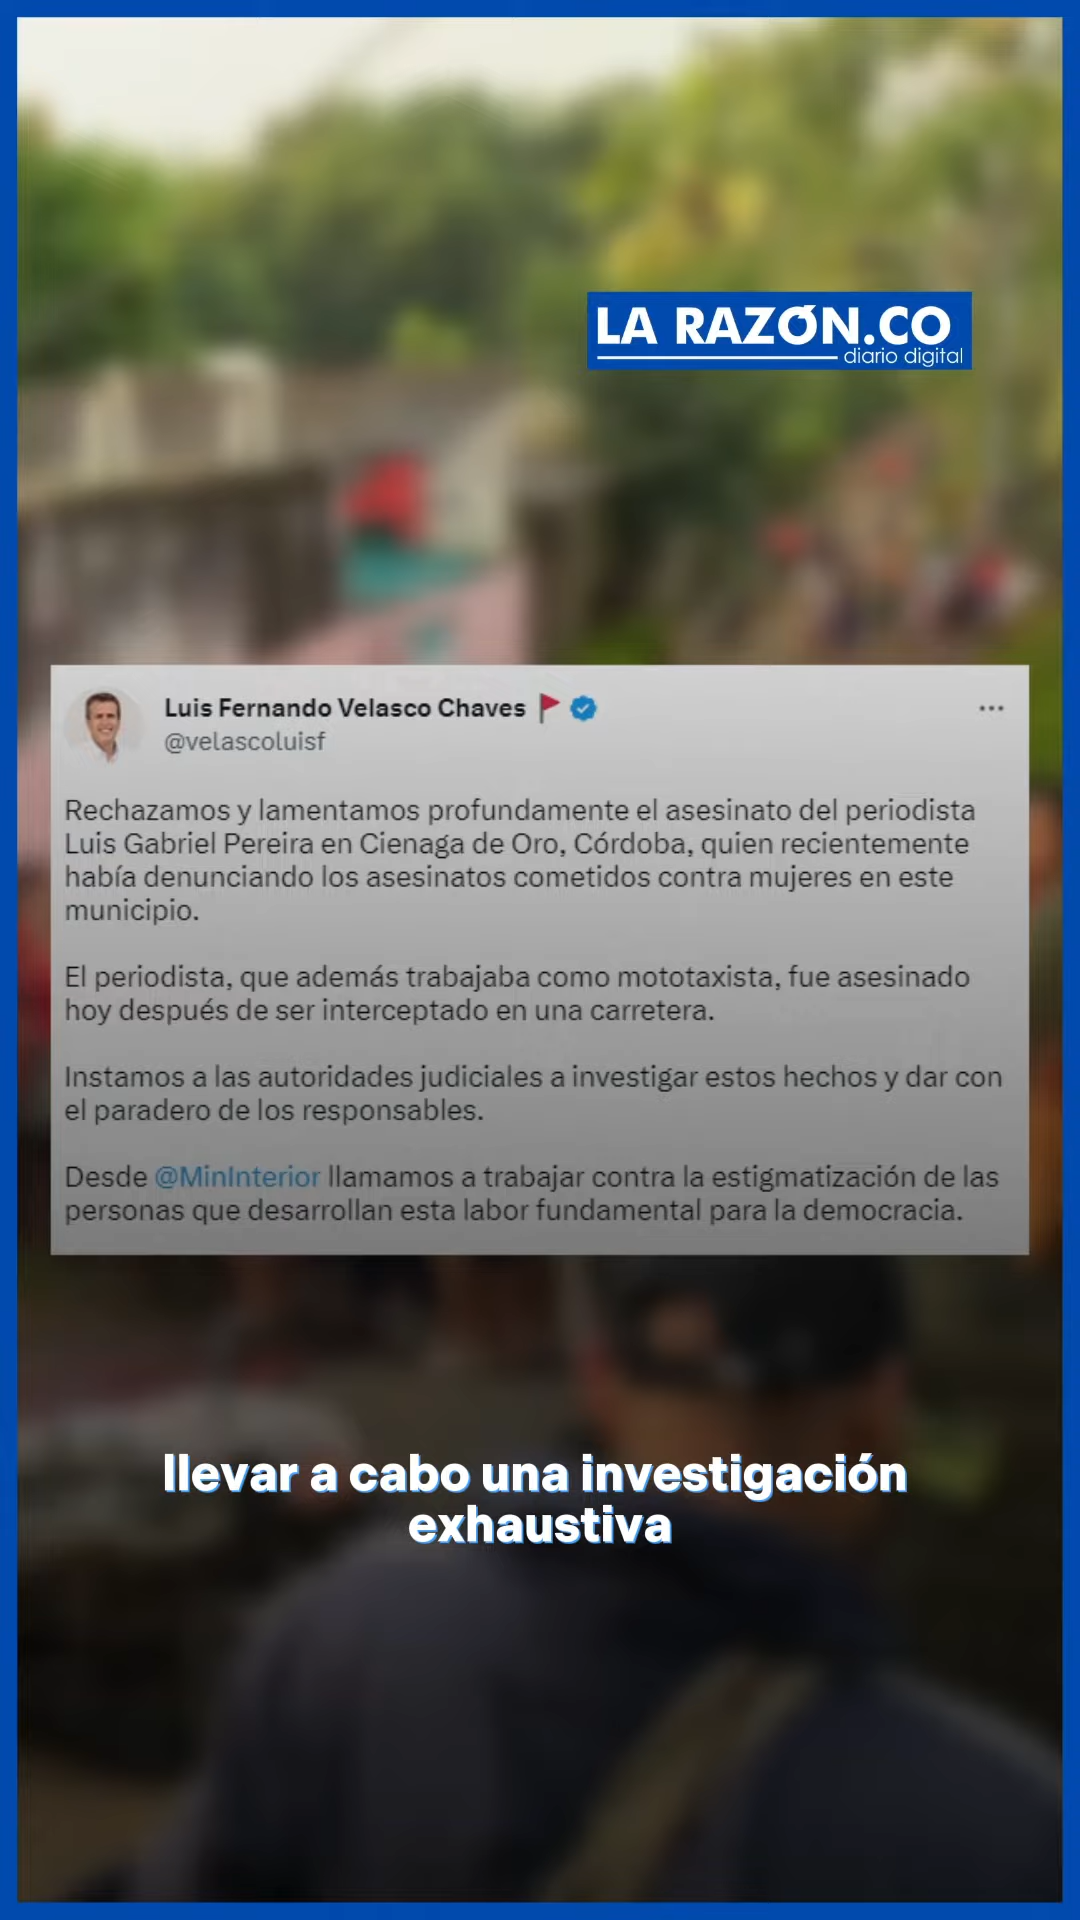 LA RAZÓN.CO
diario digital
Luis Fernando Velasco Chaves
@velascoluisf
Rechazamos y lamentamos profundamente el asesinato del periodista
Luis Gabriel Pereira en Cienaga de Oro, Córdoba, quien recientemente
había denunciando los asesinatos cometidos contra mujeres en este
municipio.
El periodista, que además trabajaba como mototaxista, fue asesinado
hoy después de ser interceptado en una carretera.
Instamos a las autoridades judiciales a investigar estos hechos y dar con
el paradero de los responsables.
Desde @MinInterior llamamos a trabajar contra la estigmatización de las
personas que desarrollan esta labor fundamental para la democracia.
llevar a cabo una investigación
exhaustiva